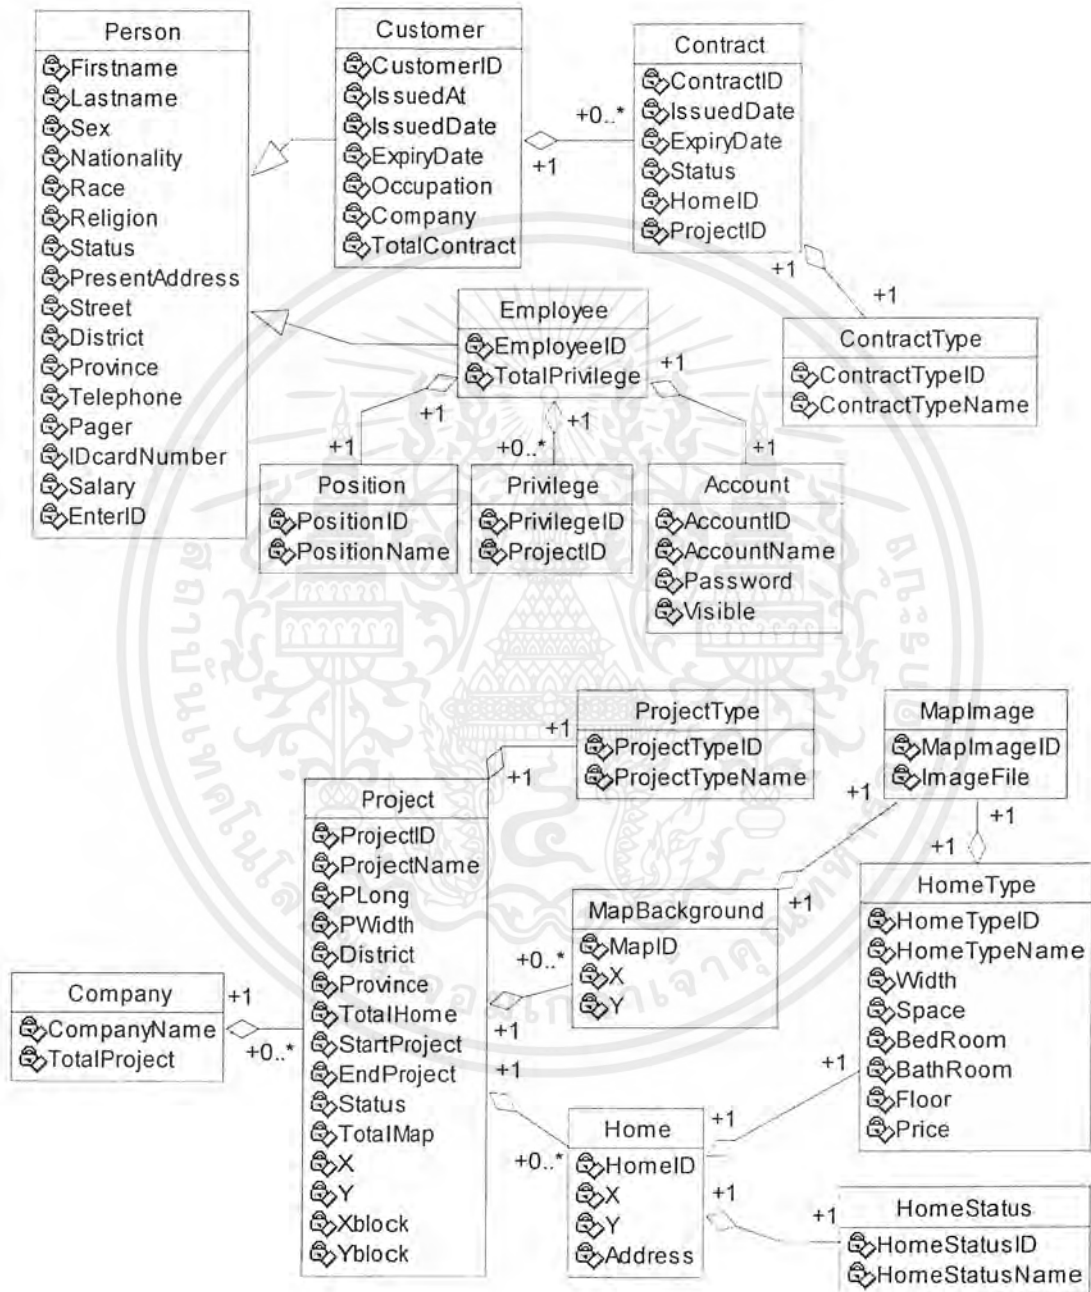 Person
Firstname
Lastname
Sex
Nationality
Race
Religion
Status
PresentAddress
Street
District
Province
Telephone
Pager
IDcardNumber
Salary
EnterID
Customer
CustomerID
IssuedAt
IssuedDate
ExpiryDate
Occupation
Company
TotalContract
+0..*
+1
Contract
ContractID
IssuedDate
ExpiryDate
Status
HomeID
ProjectID
+1
+1
ContractType
ContractTypeID
ContractTypeName
Employee
EmployeeID
TotalPrivilege
+1
+1
+1
+1
+0..*
+1
Position
PositionID
PositionName
Privilege
PrivilegeID
ProjectID
Account
AccountID
AccountName
Password
Visible
ProjectType
ProjectTypeID
ProjectTypeName
+1
+1
MapImage
MapImageID
ImageFile
+1
+1
+1
+1
Project
ProjectID
ProjectName
PLong
PWidth
District
Province
TotalHome
StartProject
EndProject
Status
TotalMap
X
Y
Xblock
Yblock
MapBackground
MapID
X
Y
+0..*
+1
HomeType
HomeTypeID
HomeTypeName
Width
Space
BedRoom
BathRoom
Floor
Price
Company
CompanyName
TotalProject
+1
+0..*
+1
+0..*
Home
HomeID
X
Y
Address
+1
+1
+1
+1
HomeStatus
HomeStatusID
HomeStatusName